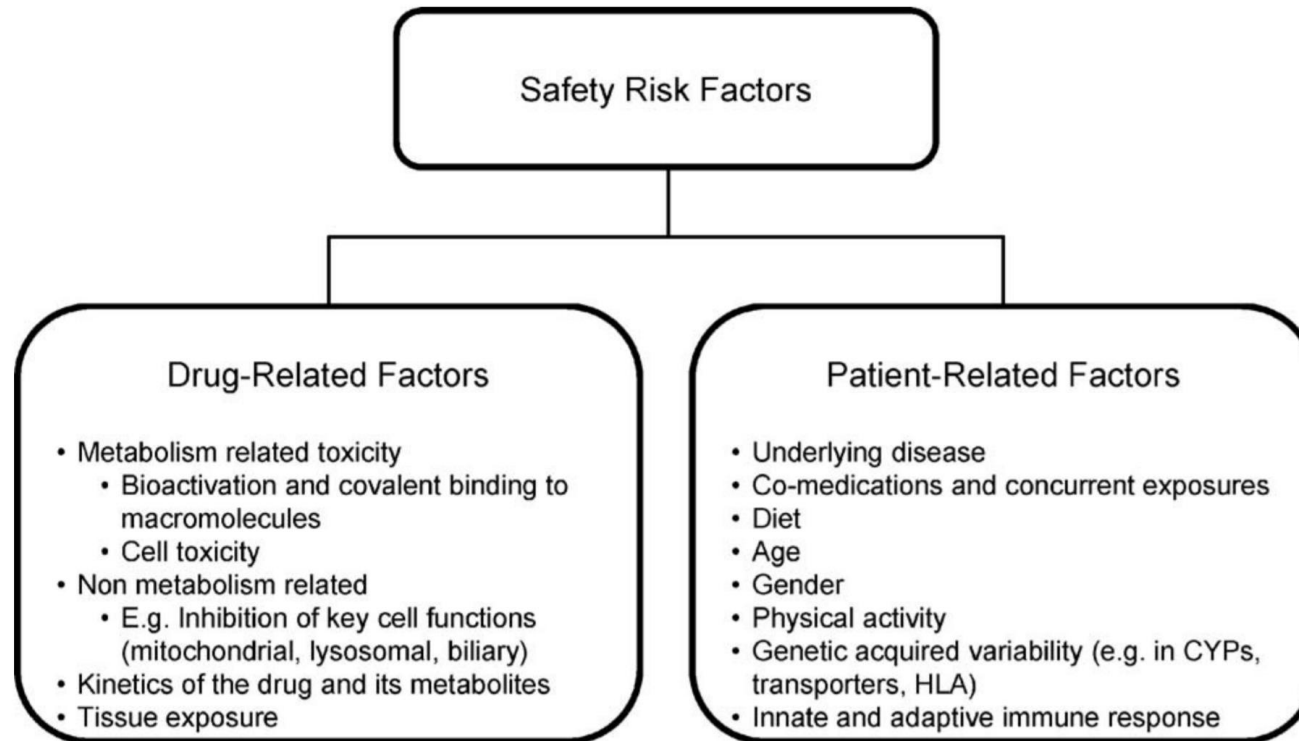 Safety Risk Factors
Drug-Related Factors
• Metabolism related toxicity
• Bioactivation and covalent binding to
macromolecules
• Cell toxicity
• Non metabolism related
• E.g. Inhibition of key cell functions
(mitochondrial, lysosomal, biliary)
• Kinetics of the drug and its metabolites
• Tissue exposure
Patient-Related Factors
• Underlying disease
• Co-medications and concurrent exposures
• Diet
• Age
• Gender
• Physical activity
• Genetic acquired variability (e.g. in CYPs,
transporters, HLA)
• Innate and adaptive immune response